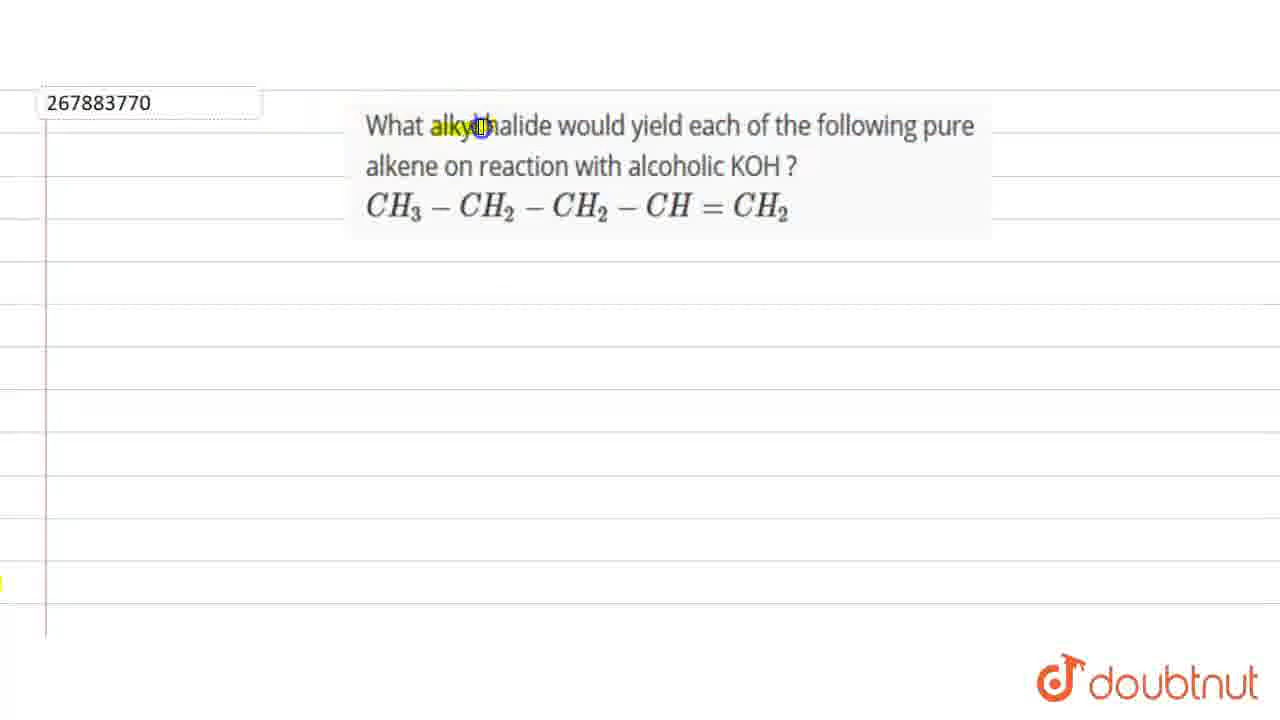 267883770
What alkyl halide would yield each of the following pure
alkene on reaction with alcoholic KOH ?
CH₃ − CH₂ − CH₂ − CH = CH₂
doubtnut